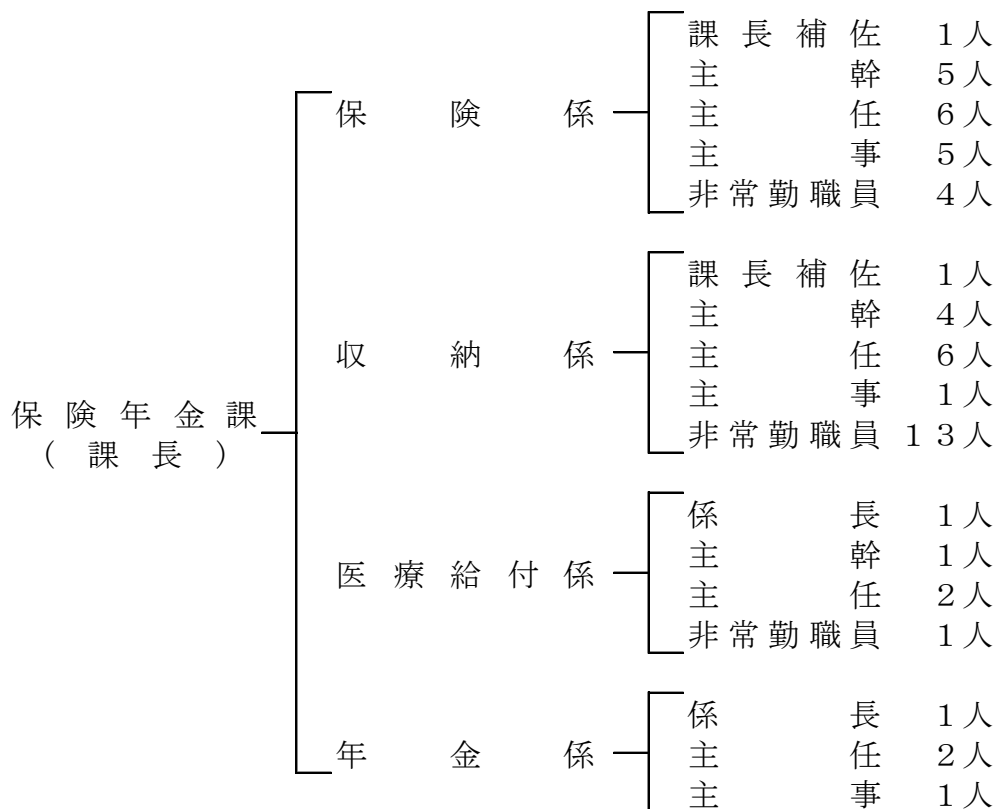 保険年金課
(課長)
保険係
課長補佐 1人
主幹 5人
主任 6人
主事 5人
非常勤職員 4人
収納係
課長補佐 1人
主幹 4人
主任 6人
主事 1人
非常勤職員 13人
医療給付係
係長 1人
主幹 1人
主任 2人
非常勤職員 1人
年金係
係長 1人
主任 2人
主事 1人